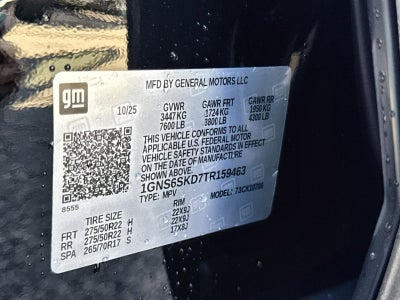 MFD BY GENERAL MOTORS LLC
gm
10/25 GVWR GAWR FRT GAWR RR
3447 KG 1724 KG 1950 KG
7600 LB 3800 LB 4300 LB
THIS VEHICLE CONFORMS TO ALL
APPLICABLE U.S. FEDERAL MOTOR
VEHICLE SAFETY STANDARDS IN EFFECT
ON THE DATE OF MANUFACTURE.
1GNS6SKD7TR159463
8555
TYPE: MPV MODEL:
TIRE SIZE RIM
FRT 275/50R22 H 22X9J
RR 275/50R22 H 22X9J
SPA 265/70R17 S 17X8J